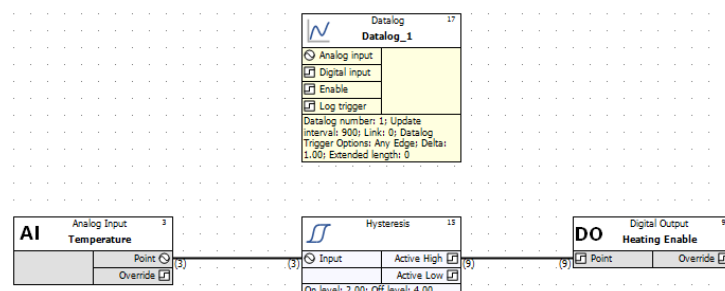 Datalog 17
Datalog_1
Analog input
Digital input
Enable
Log trigger
Datalog number: 1; Update
interval: 900; Link: 0; Datalog
Trigger Options: Any Edge; Delta:
1.00; Extended length: 0
AI Analog Input 3
Temperature
Point (3)
Override
Hysteresis 15
(3) Input Active High (9)
Active Low
On level: 2.00; Off level: 4.00
DO Digital Output 9
Heating Enable
(9) Point Override